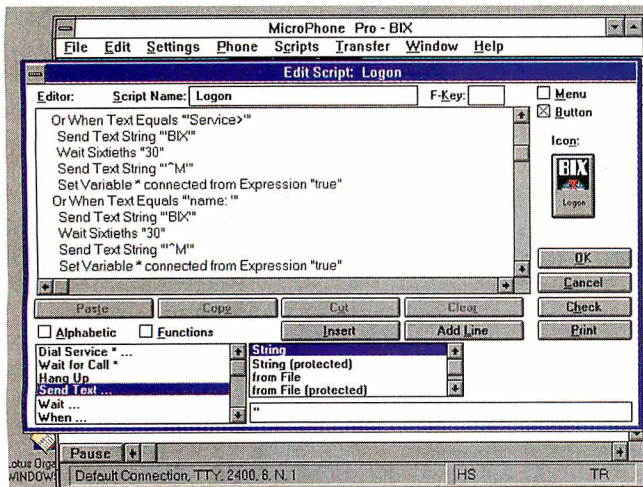 MicroPhone Pro - BIX
File Edit Settings Phone Scripts Transfer Window Help
Edit Script: Logon
Editor: Script Name: Logon F-Key: Menu
Button
Or When Text Equals "'Service>'"
Send Text String "'BIX'"
Wait Sixtieths "30"
Send Text String "'^M'"
Set Variable * connected from Expression "true"
Or When Text Equals "'name: '"
Send Text String "'BIX'"
Wait Sixtieths "30"
Send Text String "'^M'"
Set Variable * connected from Expression "true"
Icon:
BIX
Logon
OK
Cancel
Check
Print
Paste Copy Cut Clear
Alphabetic Functions Insert Add Line
Dial Service * ...
Wait for Call *
Hang Up
Send Text ...
Wait ...
When ...
String
String (protected)
from File
from File (protected)
"
Pause
Lotus Orga
WINDOW
Default Connection, TTY, 2400, 8, N, 1 HS TR